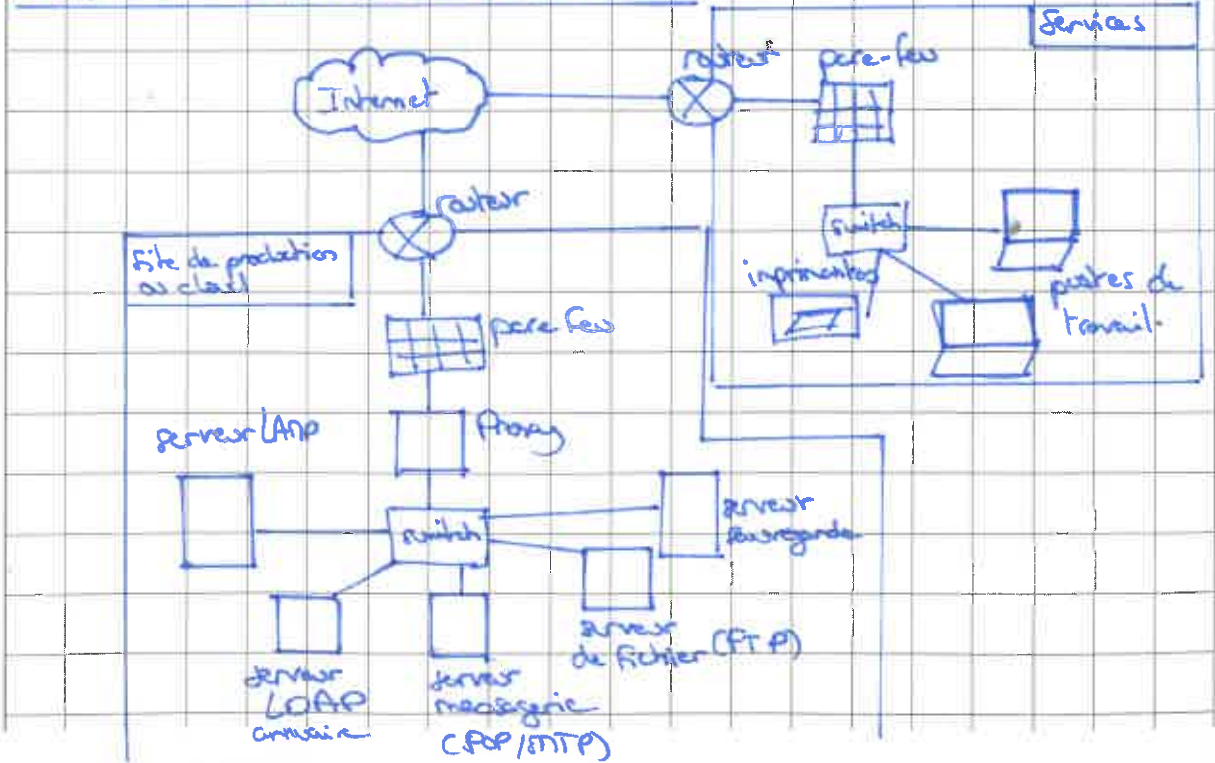 Services
routeur
pare-feu
Internet
routeur
Site de production
ou client
switch
imprimantes
postes de
travail.
pare feu
serveur LAMP
Proxy
switch
serveur
sauvegarde
serveur
de fichier (FTP)
serveur
LDAP
annuaire
serveur
messagerie
(POP/SMTP)